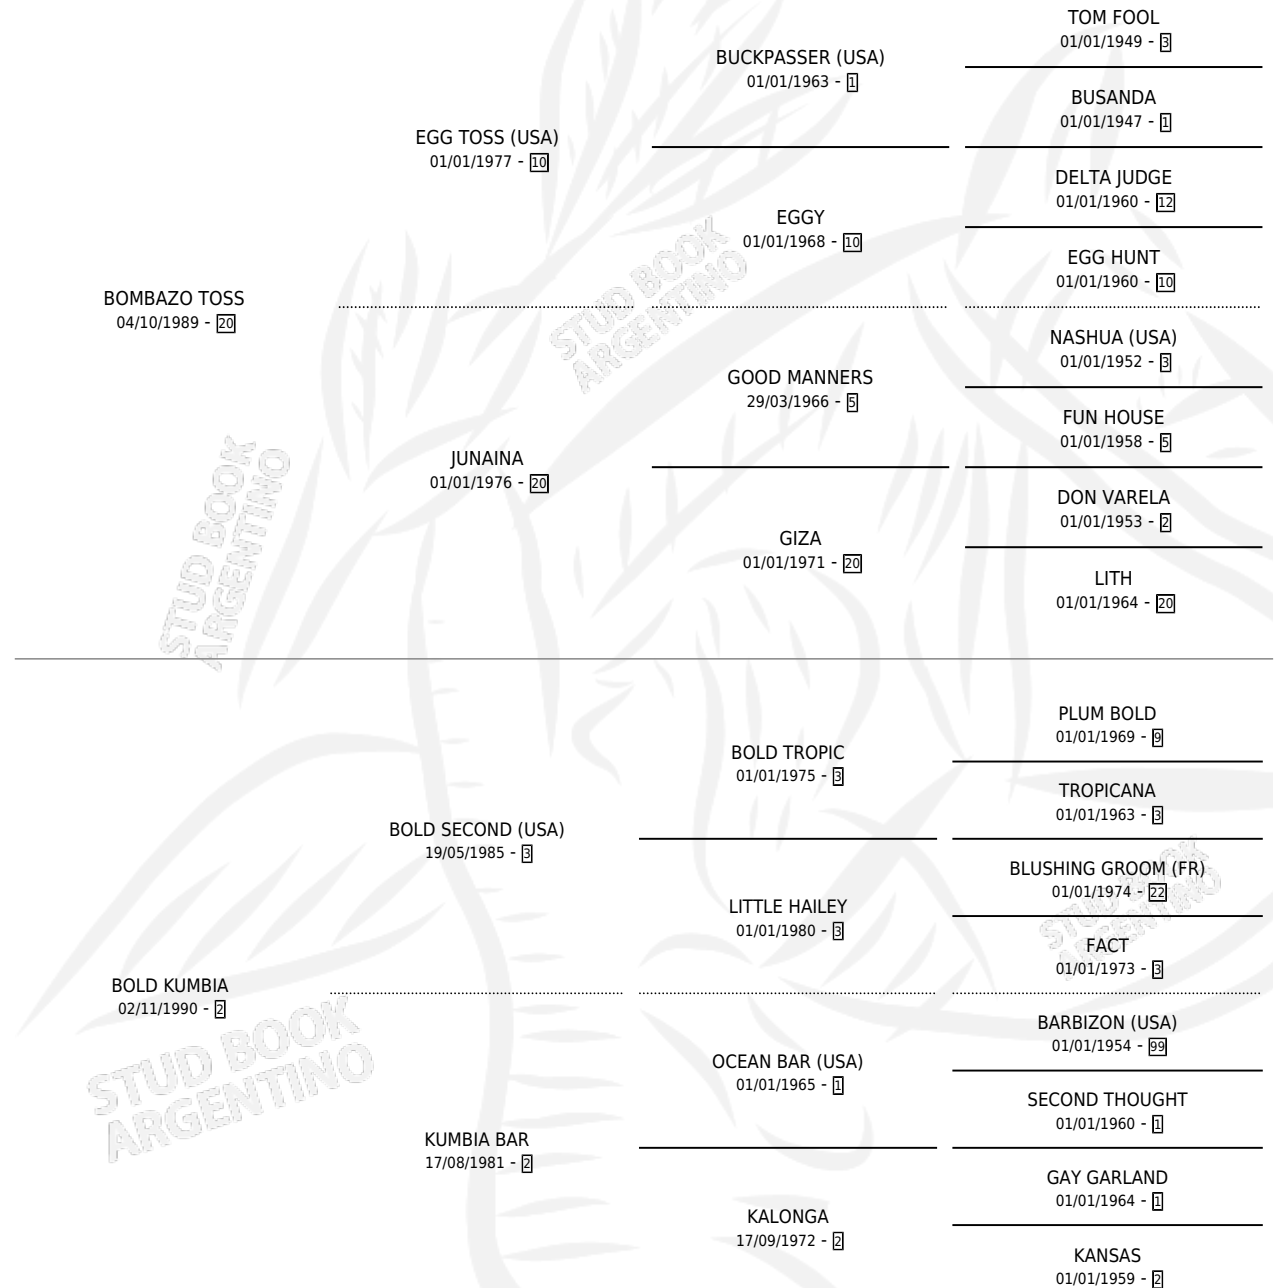 TOM FOOL
01/01/1949 - 3
BUCKPASSER (USA)
01/01/1963 - 1
BUSANDA
01/01/1947 - 1
EGG TOSS (USA)
01/01/1977 - 10
DELTA JUDGE
01/01/1960 - 12
EGGY
01/01/1968 - 10
EGG HUNT
01/01/1960 - 10
BOMBAZO TOSS
04/10/1989 - 20
NASHUA (USA)
01/01/1952 - 3
GOOD MANNERS
29/03/1966 - 5
FUN HOUSE
01/01/1958 - 5
JUNAINA
01/01/1976 - 20
DON VARELA
01/01/1953 - 2
GIZA
01/01/1971 - 20
LITH
01/01/1964 - 20
PLUM BOLD
01/01/1969 - 9
BOLD TROPIC
01/01/1975 - 3
TROPICANA
01/01/1963 - 3
BOLD SECOND (USA)
19/05/1985 - 3
BLUSHING GROOM (FR)
01/01/1974 - 22
LITTLE HAILEY
01/01/1980 - 3
FACT
01/01/1973 - 3
BOLD KUMBIA
02/11/1990 - 2
BARBIZON (USA)
01/01/1954 - 99
OCEAN BAR (USA)
01/01/1965 - 1
SECOND THOUGHT
01/01/1960 - 1
KUMBIA BAR
17/08/1981 - 2
GAY GARLAND
01/01/1964 - 1
KALONGA
17/09/1972 - 2
KANSAS
01/01/1959 - 2
STUD BOOK
ARGENTINO
STUD BOOK
ARGENTINO
STUD BOOK
ARGENTINO
STUD BOOK
ARGENTINO